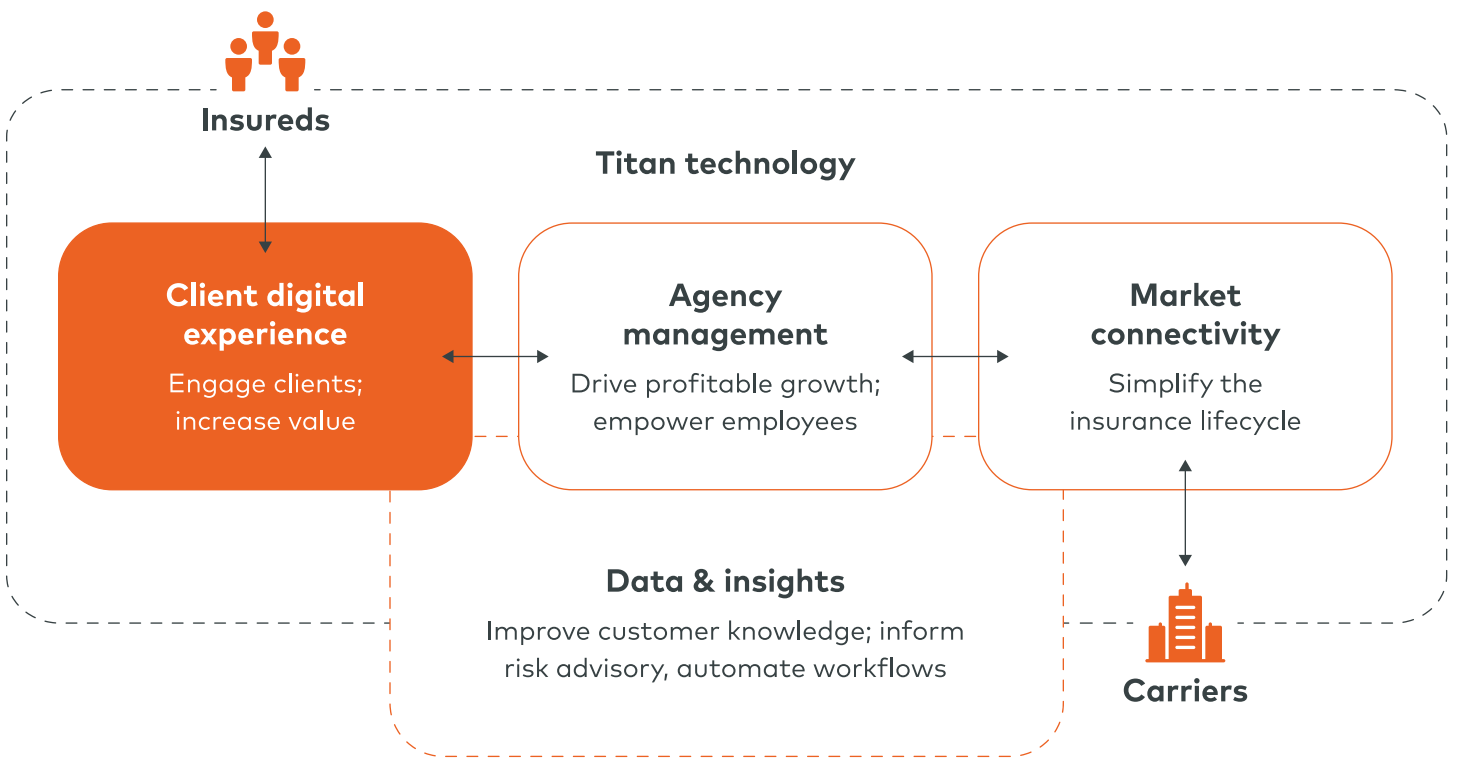 Insureds
Titan technology
Client digital
experience
Engage clients;
increase value
Agency
management
Drive profitable growth;
empower employees
Market
connectivity
Simplify the
insurance lifecycle
Data & insights
Improve customer knowledge; inform
risk advisory, automate workflows
Carriers